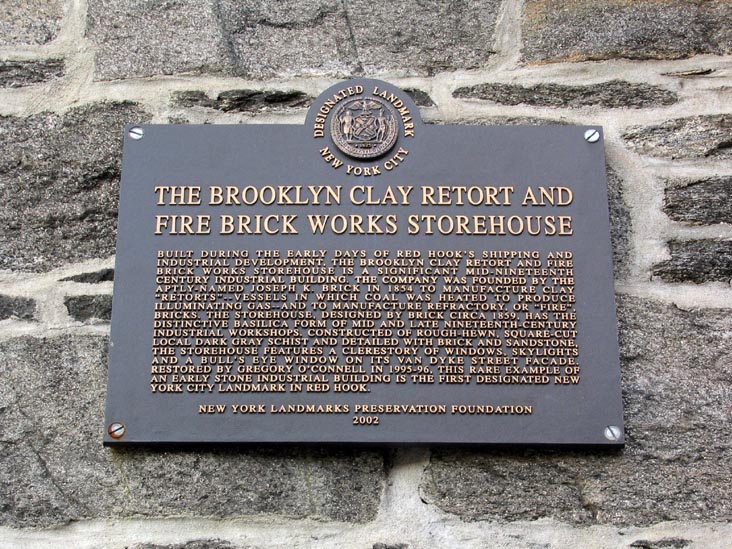 DESIGNATED LANDMARK
NEW YORK CITY
THE BROOKLYN CLAY RETORT AND
FIRE BRICK WORKS STOREHOUSE
BUILT DURING THE EARLY DAYS OF RED HOOK'S SHIPPING AND
INDUSTRIAL DEVELOPMENT, THE BROOKLYN CLAY RETORT AND FIRE
BRICK WORKS STOREHOUSE IS A SIGNIFICANT MID-NINETEENTH
CENTURY INDUSTRIAL BUILDING. THE COMPANY WAS FOUNDED BY THE
APTLY-NAMED JOSEPH K. BRICK IN 1854 TO MANUFACTURE CLAY
"RETORTS"--VESSELS IN WHICH COAL WAS HEATED TO PRODUCE
ILLUMINATING GAS--AND TO MANUFACTURE REFRACTORY, OR "FIRE"
BRICKS. THE STOREHOUSE, DESIGNED BY BRICK CIRCA 1859, HAS THE
DISTINCTIVE BASILICA FORM OF MID AND LATE NINETEENTH-CENTURY
INDUSTRIAL WORKSHOPS. CONSTRUCTED OF ROUGH-HEWN, SQUARE-CUT
LOCAL DARK GRAY SCHIST AND DETAILED WITH BRICK AND SANDSTONE,
THE STOREHOUSE FEATURES A CLERESTORY OF WINDOWS, SKYLIGHTS
AND A BULL'S EYE WINDOW ON ITS VAN DYKE STREET FACADE.
RESTORED BY GREGORY O'CONNELL IN 1995-96, THIS RARE EXAMPLE OF
AN EARLY STONE INDUSTRIAL BUILDING IS THE FIRST DESIGNATED NEW
YORK CITY LANDMARK IN RED HOOK.
NEW YORK LANDMARKS PRESERVATION FOUNDATION
2002